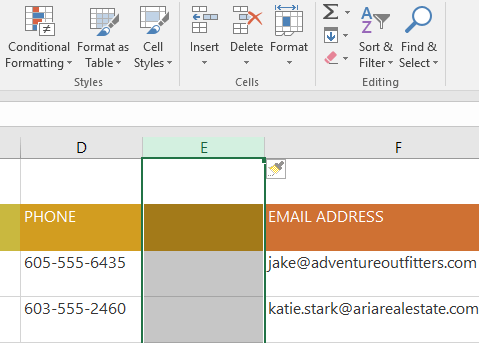 Conditional Formatting
Format as Table
Cell Styles
Insert
Delete
Format
Sort & Filter
Find & Select
Styles
Cells
Editing
D
E
F
PHONE
EMAIL ADDRESS
605-555-6435
jake@adventureoutfitters.com
603-555-2460
katie.stark@ariarealestate.com